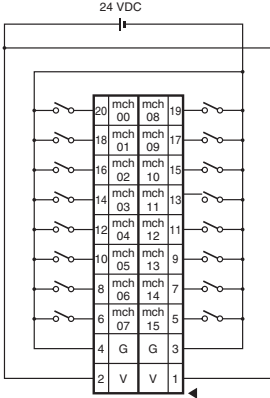 24 VDC
20 mch 00 mch 08 19
18 mch 01 mch 09 17
16 mch 02 mch 10 15
14 mch 03 mch 11 13
12 mch 04 mch 12 11
10 mch 05 mch 13 9
8 mch 06 mch 14 7
6 mch 07 mch 15 5
4 G G 3
2 V V 1